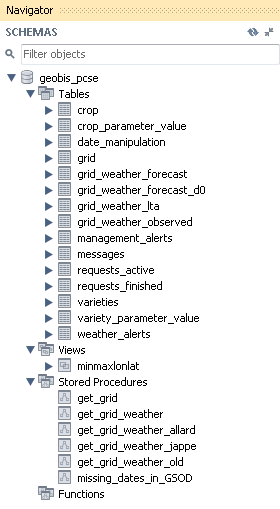 Navigator
SCHEMAS
Filter objects
geobis_pcse
Tables
crop
crop_parameter_value
date_manipulation
grid
grid_weather_forecast
grid_weather_forecast_d0
grid_weather_lta
grid_weather_observed
management_alerts
messages
requests_active
requests_finished
varieties
variety_parameter_value
weather_alerts
Views
minmaxlonlat
Stored Procedures
get_grid
get_grid_weather
get_grid_weather_allard
get_grid_weather_jappe
get_grid_weather_old
missing_dates_in_GSOD
Functions